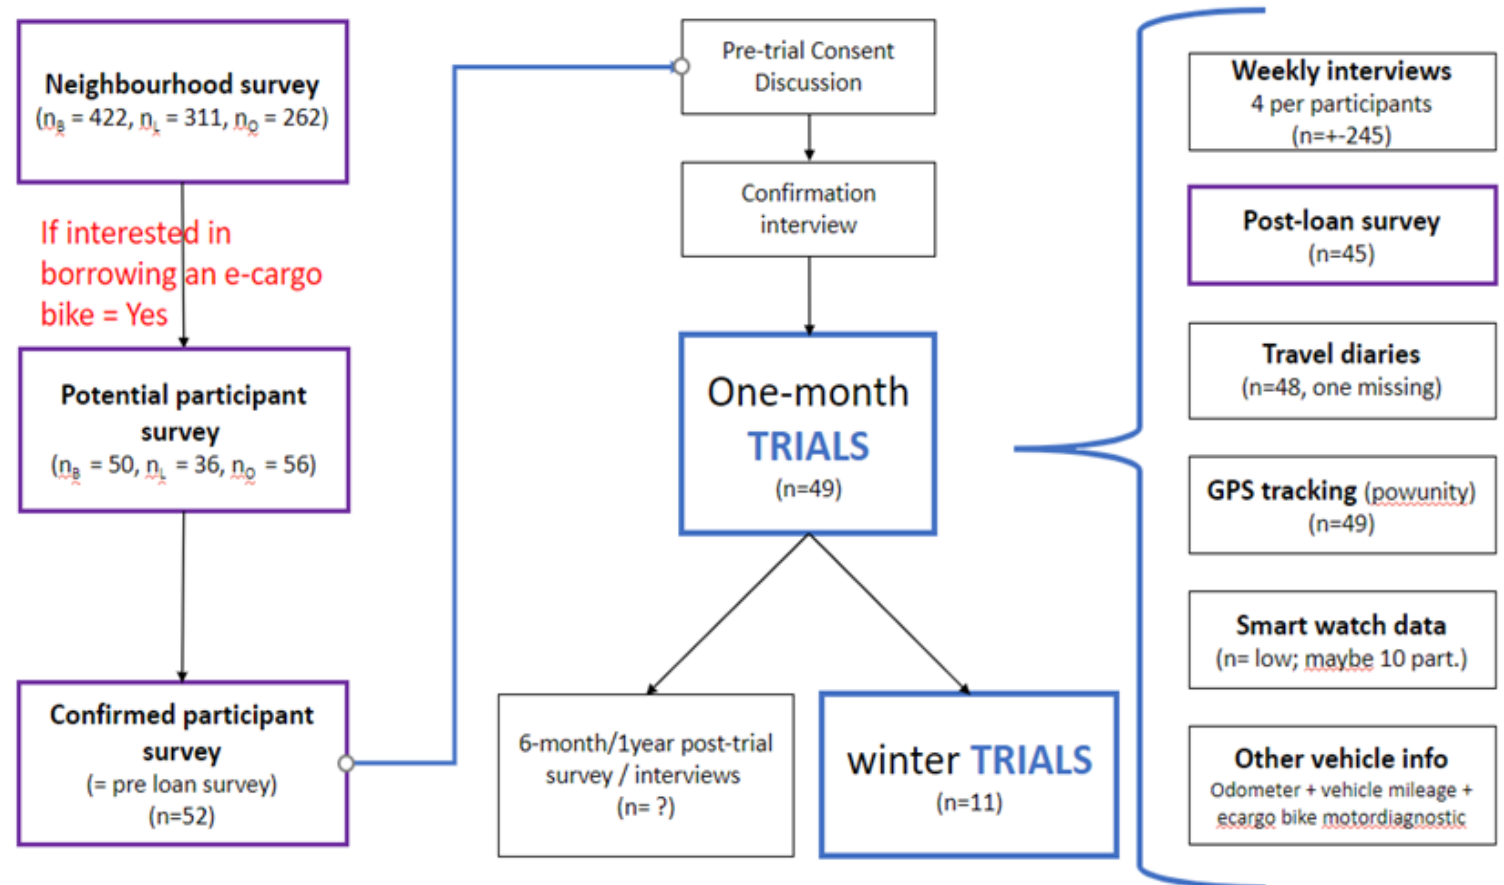 Neighbourhood survey
(nB = 422, nL = 311, nO = 262)
If interested in
borrowing an e-cargo
bike = Yes
Potential participant
survey
(nB = 50, nL = 36, nO = 56)
Confirmed participant
survey
(= pre loan survey)
(n=52)
Pre-trial Consent
Discussion
Confirmation
interview
One-month
TRIALS
(n=49)
6-month/1year post-trial
survey / interviews
(n= ?)
winter TRIALS
(n=11)
Weekly interviews
4 per participants
(n=+-245)
Post-loan survey
(n=45)
Travel diaries
(n=48, one missing)
GPS tracking (powunity)
(n=49)
Smart watch data
(n= low; maybe 10 part.)
Other vehicle info
Odometer + vehicle mileage +
ecargo bike motordiagnostic